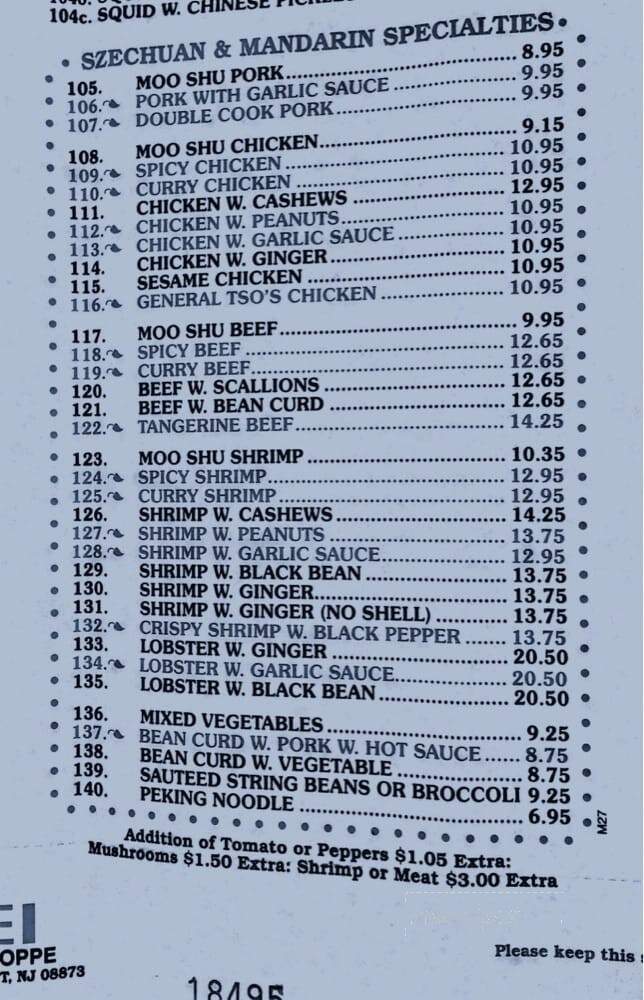 104c. SQUID W. CHINESE
SZECHUAN & MANDARIN SPECIALTIES
105. MOO SHU PORK 8.95
106. PORK WITH GARLIC SAUCE 9.95
107. DOUBLE COOK PORK 9.95
108. MOO SHU CHICKEN 9.15
109. SPICY CHICKEN 10.95
110. CURRY CHICKEN 10.95
111. CHICKEN W. CASHEWS 12.95
112. CHICKEN W. PEANUTS 10.95
113. CHICKEN W. GARLIC SAUCE 10.95
114. CHICKEN W. GINGER 10.95
115. SESAME CHICKEN 10.95
116. GENERAL TSO'S CHICKEN 10.95
117. MOO SHU BEEF 9.95
118. SPICY BEEF 12.65
119. CURRY BEEF 12.65
120. BEEF W. SCALLIONS 12.65
121. BEEF W. BEAN CURD 12.65
122. TANGERINE BEEF 14.25
123. MOO SHU SHRIMP 10.35
124. SPICY SHRIMP 12.95
125. CURRY SHRIMP 12.95
126. SHRIMP W. CASHEWS 14.25
127. SHRIMP W. PEANUTS 13.75
128. SHRIMP W. GARLIC SAUCE 12.95
129. SHRIMP W. BLACK BEAN 13.75
130. SHRIMP W. GINGER 13.75
131. SHRIMP W. GINGER (NO SHELL) 13.75
132. CRISPY SHRIMP W. BLACK PEPPER 13.75
133. LOBSTER W. GINGER 20.50
134. LOBSTER W. GARLIC SAUCE 20.50
135. LOBSTER W. BLACK BEAN 20.50
136. MIXED VEGETABLES 9.25
137. BEAN CURD W. PORK W. HOT SAUCE 8.75
138. BEAN CURD W. VEGETABLE 8.75
139. SAUTEED STRING BEANS OR BROCCOLI 9.25
140. PEKING NOODLE 6.95
M27
Addition of Tomato or Peppers $1.05 Extra:
Mushrooms $1.50 Extra: Shrimp or Meat $3.00 Extra
EI
OPPE
T, NJ 08873
Please keep this
18495